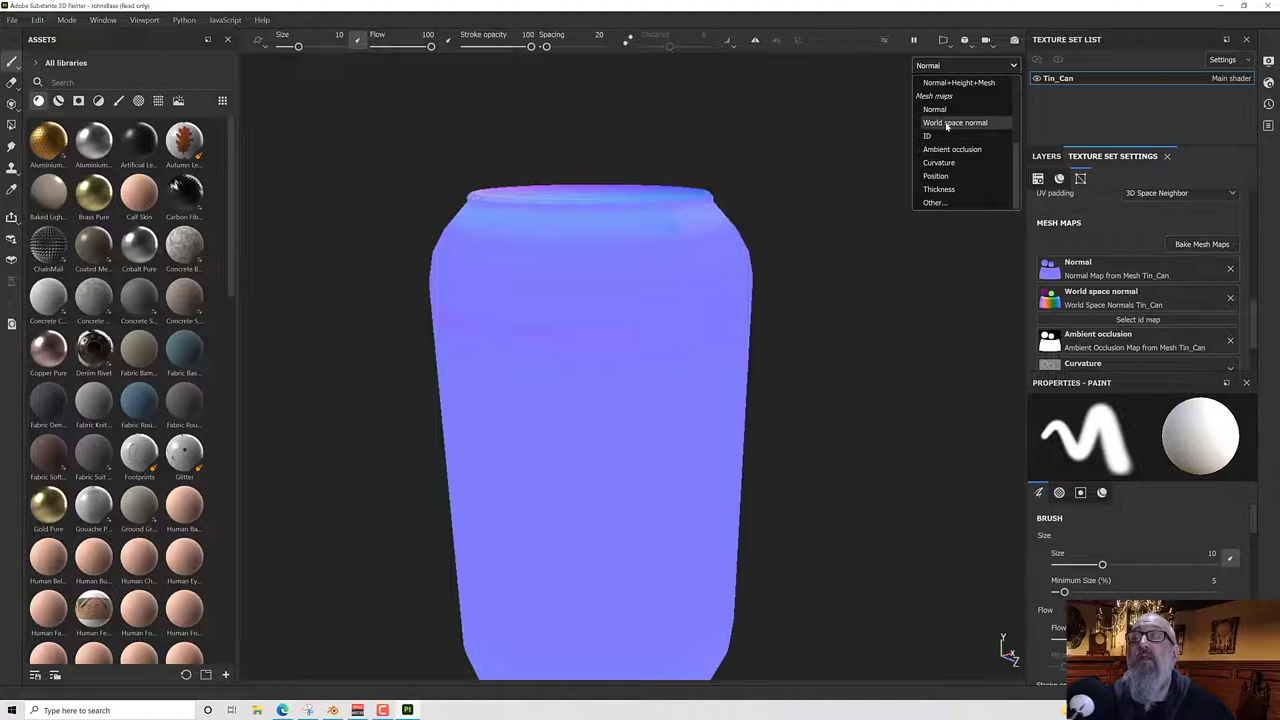 Adobe Substance 3D Painter - JohnsBase (Read only)
File Edit Mode Window Viewport Python JavaScript Help
ASSETS
Size 10 Flow 100 Stroke opacity 100 Spacing 20 Distance 8
TEXTURE SET LIST
All libraries
Settings
Search
Tin_Can Main shader
Normal
Normal+Height+Mesh
Mesh maps
Normal
World space normal
ID
Ambient occlusion
Curvature
Position
Thickness
Other...
Aluminium... Aluminium... Artificial Le... Autumn Le...
Baked Ligh... Brass Pure Calf Skin Carbon Fib...
ChainMail Coated Me... Cobalt Pure Concrete B...
Concrete C... Concrete ... Concrete S... Concrete ...
Copper Pure Denim Rivet Fabric Bam... Fabric Bas...
Fabric Den... Fabric Knit... Fabric Rou... Fabric Rou...
Fabric Soft... Fabric Suit ... Footprints Glitter
Gold Pure Gouache P... Ground Gr... Human Ba...
Human Bel... Human Bu... Human Ch... Human Ey...
Human Fa... Human Fe... Human Fo... Human Fo...
LAYERS TEXTURE SET SETTINGS
UV padding 3D Space Neighbor
MESH MAPS
Bake Mesh Maps
Normal
Normal Map from Mesh Tin_Can
World space normal
World Space Normals Tin_Can
Select id map
Ambient occlusion
Ambient Occlusion Map from Mesh Tin_Can
Curvature
PROPERTIES - PAINT
BRUSH
Size
Size 10
Minimum Size (%) 5
Flow
Flow
Y
X
Z
Type here to search
Pt